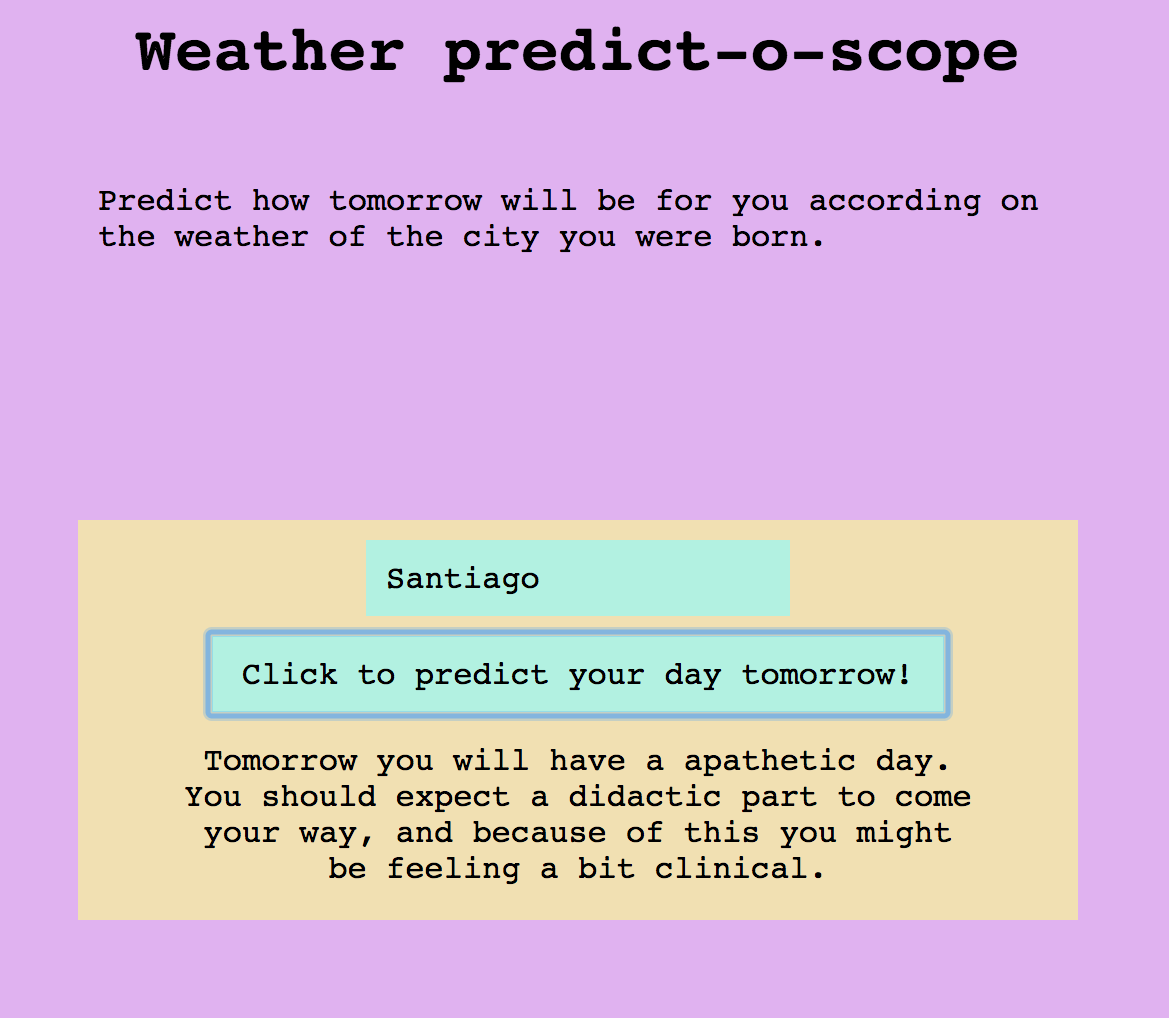 Weather predict-o-scope
Predict how tomorrow will be for you according on
the weather of the city you were born.
Santiago
Click to predict your day tomorrow!
Tomorrow you will have a apathetic day.
You should expect a didactic part to come
your way, and because of this you might
be feeling a bit clinical.